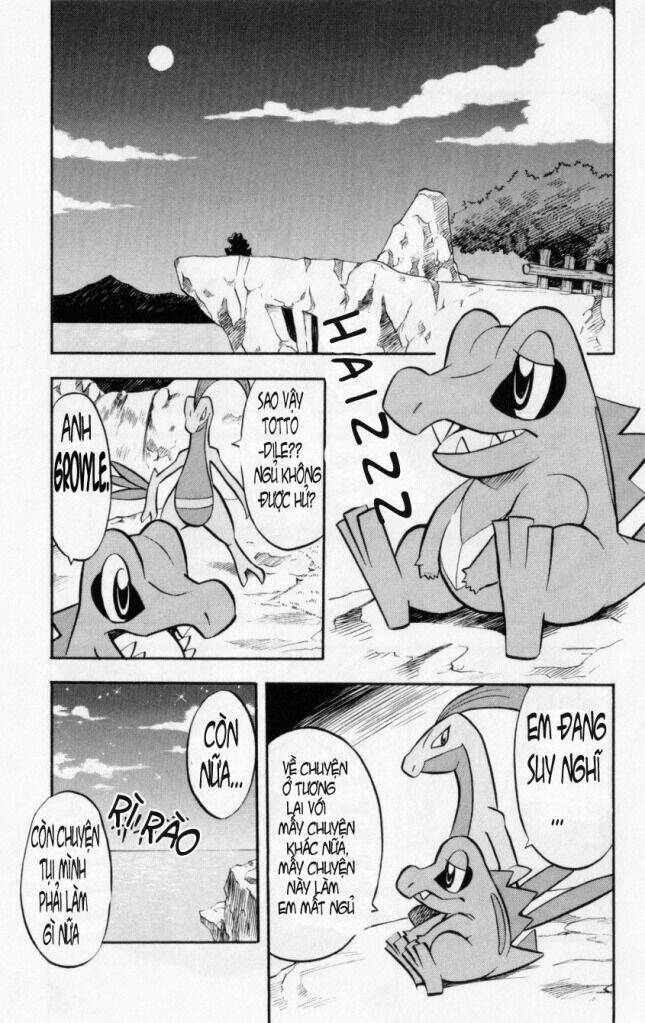 HAIZZZ
SAO VẬY
TOTTO
-DILE??
NGỦ KHÔNG
ĐƯỢC HỬ?
ANH
GROWLE.
EM ĐANG
SUY NGHĨ
...
VỀ CHUYỆN
Ở TƯƠNG
LAI VỚI
MẤY CHUYỆN
KHÁC NỮA,
MẤY CHUYỆN
NÀY LÀM
EM MẤT NGỦ
CÒN
NỮA...
RÌ RÀO
CÒN CHUYỆN
TỤI MÌNH
PHẢI LÀM
GÌ NỮA